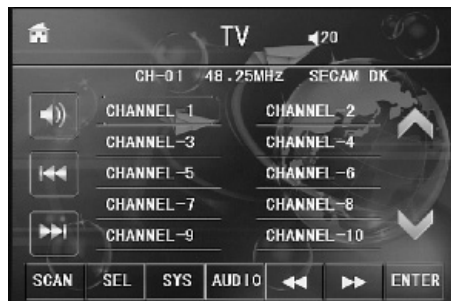 TV 20
CH-01 48.25MHz SECAM DK
CHANNEL-1 CHANNEL-2
CHANNEL-3 CHANNEL-4
CHANNEL-5 CHANNEL-6
CHANNEL-7 CHANNEL-8
CHANNEL-9 CHANNEL-10
SCAN SEL SYS AUDIO ENTER